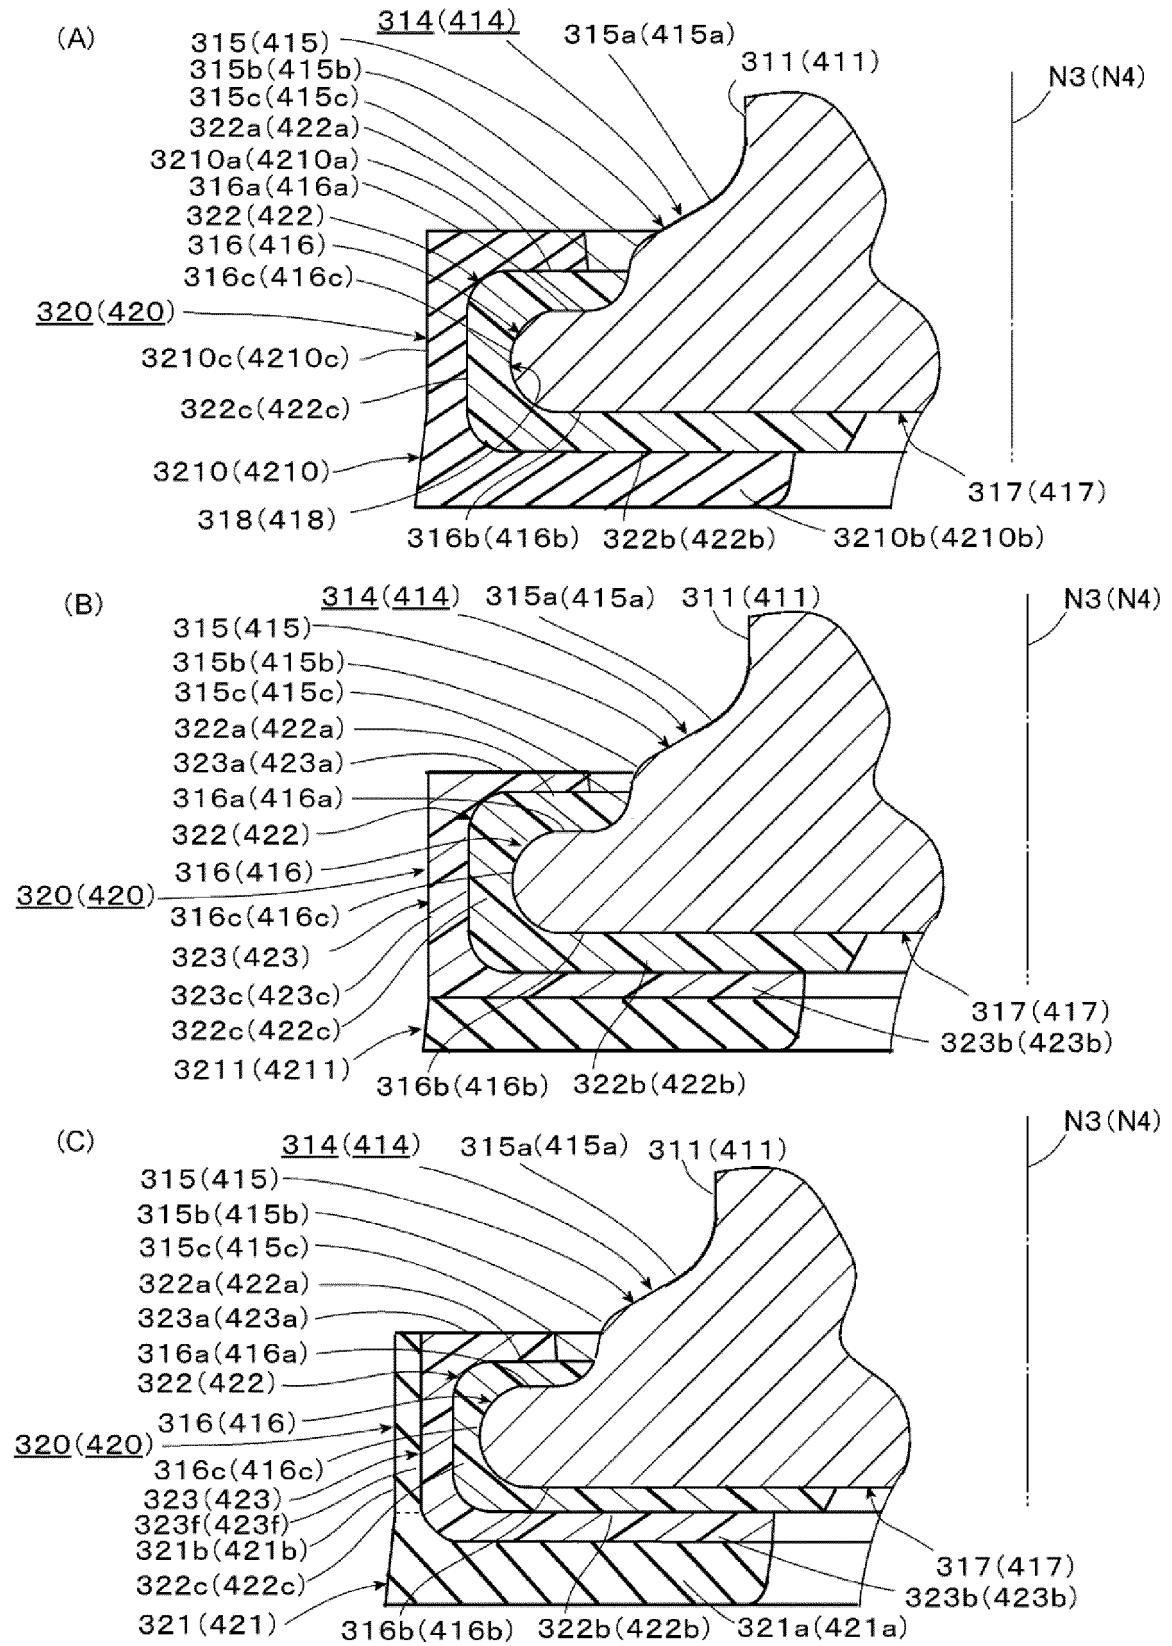 (A)
314(414)
315(415)
315a(415a)
315b(415b)
311(411)
N3(N4)
315c(415c)
322a(422a)
3210a(4210a)
316a(416a)
322(422)
316(416)
316c(416c)
320(420)
3210c(4210c)
322c(422c)
3210(4210)
317(417)
318(418)
316b(416b)
322b(422b)
3210b(4210b)
(B)
314(414)
315a(415a)
311(411)
N3(N4)
315(415)
315b(415b)
315c(415c)
322a(422a)
323a(423a)
316a(416a)
322(422)
316(416)
320(420)
316c(416c)
323(423)
323c(423c)
322c(422c)
317(417)
323b(423b)
3211(4211)
316b(416b)
322b(422b)
(C)
314(414)
315a(415a)
311(411)
N3(N4)
315(415)
315b(415b)
315c(415c)
322a(422a)
323a(423a)
316a(416a)
322(422)
316(416)
320(420)
316c(416c)
323(423)
323f(423f)
321b(421b)
322c(422c)
317(417)
323b(423b)
321(421)
316b(416b)
322b(422b)
321a(421a)